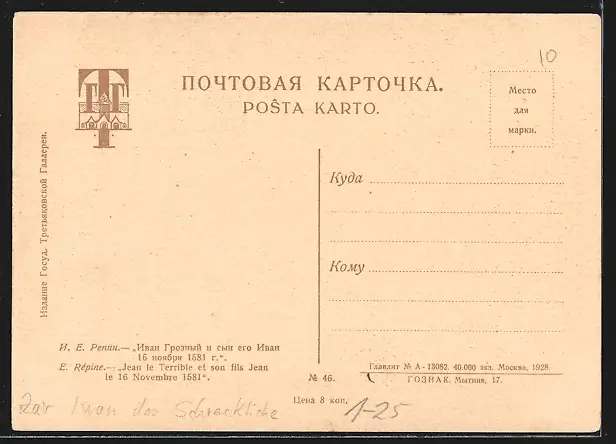 10
ПОЧТОВАЯ КАРТОЧКА.
POŜTA KARTO.
Место
для
марки.
Издание Госуд. Третьяковской Галлереи.
Куда
Кому
И. Е. Репин.— „Иван Грозный и сын его Иван
16 ноября 1581 г.“.
E. Répine.— „Jean le Terrible et son fils Jean
le 16 Novembre 1581“.
№ 46.
Цена 8 коп.
Главлит № А - 13082. 40.000 экз. Москва, 1928.
ГОЗНАК. Мытная, 17.
Zar Iwan der Schreckliche
1-25